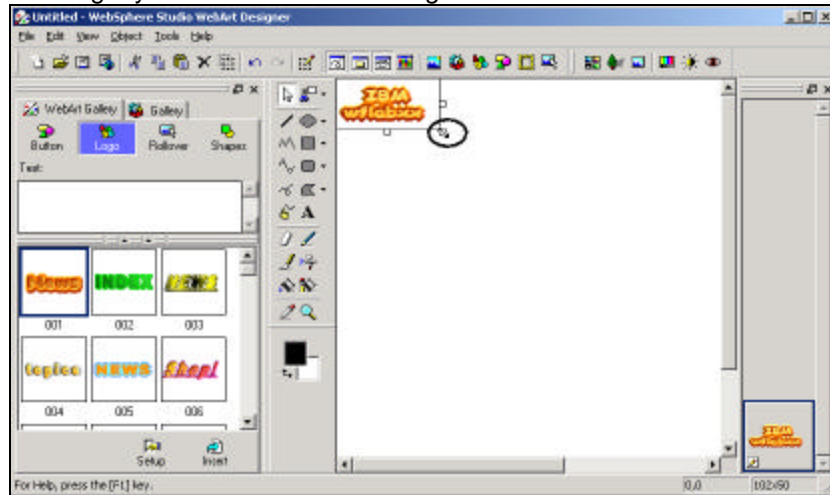 Untitled - WebSphere Studio WebArt Designer
File Edit View Object Tools Help
WebArt Gallery Gallery
Button Logo Rollover Shapes
Text:
News INDEX NEWS
001 002 003
topics NEWS Shop!
004 005 006
Setup Insert
IBM
For Help, press the [F1] key.
0,0 102x50